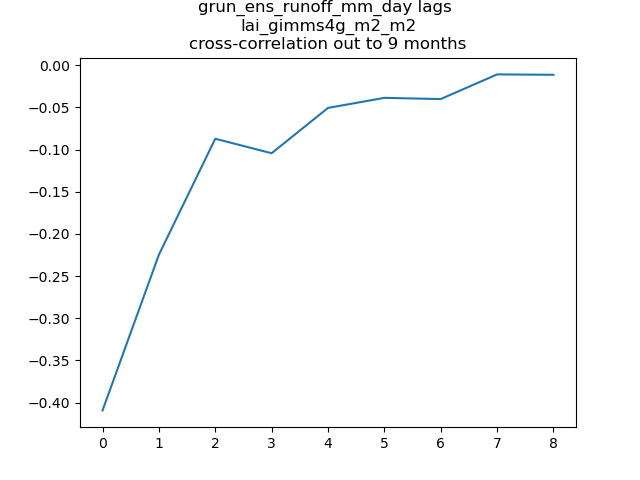 grun_ens_runoff_mm_day lags
lai_gimms4g_m2_m2
cross-correlation out to 9 months
0.00
−0.05
−0.10
−0.15
−0.20
−0.25
−0.30
−0.35
−0.40
0 1 2 3 4 5 6 7 8